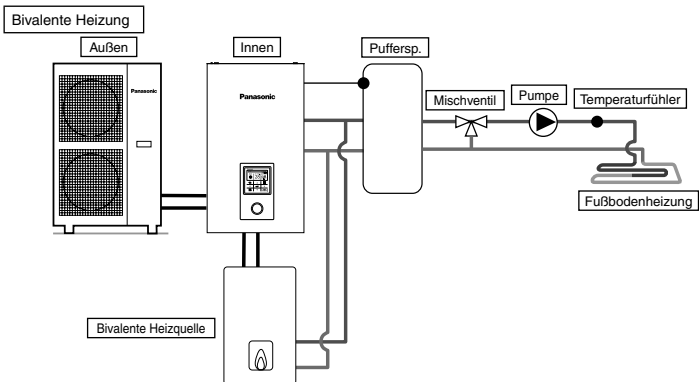 Bivalente Heizung
Außen
Innen
Puffersp.
Mischventil
Pumpe
Temperaturfühler
Panasonic
Panasonic
Fußbodenheizung
Bivalente Heizquelle